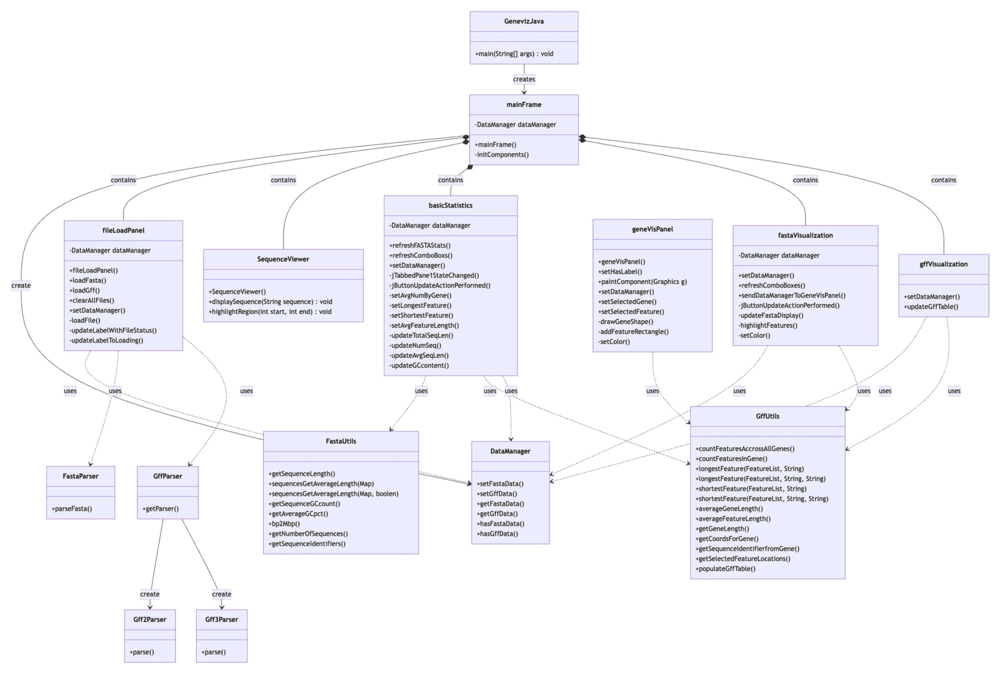 GenevizJava
+main(String[] args) : void
creates
mainFrame
-DataManager dataManager
+mainFrame()
-initComponents()
contains
contains
contains
contains
contains
create
fileLoadPanel
-DataManager dataManager
+fileLoadPanel()
+loadFasta()
+loadGff()
+clearAllFiles()
+setDataManager()
-loadFile()
-updateLabelWithFileStatus()
-updateLabelToLoading()
SequenceViewer
+SequenceViewer()
+displaySequence(String sequence) : void
+highlightRegion(int start, int end) : void
basicStatistics
-DataManager dataManager
+refreshFASTAStats()
+refreshComboBoxs()
+setDataManager()
-jTabbedPane1StateChanged()
-jButtonUpdateActionPerformed()
-setAvgNumByGene()
-setLongestFeature()
-setShortestFeature()
-setAvgFeatureLength()
-updateTotalSeqLen()
-updateNumSeq()
-updateAvgSeqLen()
-updateGCcontent()
geneVisPanel
+geneVisPanel()
+setHasLabel()
+paintComponent(Graphics g)
+setDataManager()
+setSelectedGene()
+setSelectedFeature()
-drawGeneShape()
-addFeatureRectangle()
-setColor()
fastaVisualization
-DataManager dataManager
+setDataManager()
+refreshComboBoxes()
+sendDataManagerToGeneVisPanel()
-jButtonUpdateActionPerformed()
-updateFastaDisplay()
-highlightFeatures()
-setColor()
gffVisualization
+setDataManager()
+updateGffTable()
uses
uses
uses
uses
uses
uses
uses
uses
uses
uses
uses
FastaParser
+parseFasta()
GffParser
+getParser()
FastaUtils
+getSequenceLength()
+sequencesGetAverageLength(Map)
+sequencesGetAverageLength(Map, boolen)
+getSequenceGCcount()
+getAverageGCpct()
+bp2Mbp()
+getNumberOfSequences()
+getSequenceIdentifiers()
DataManager
+setFastaData()
+setGffData()
+getFastaData()
+getGffData()
+hasFastaData()
+hasGffData()
GffUtils
+countFeaturesAccrossAllGenes()
+countFeaturesInGene()
+longestFeature(FeatureList, String)
+longestFeature(FeatureList, String, String)
+shortestFeature(FeatureList, String)
+shortestFeature(FeatureList, String, String)
+averageGeneLength()
+averageFeatureLength()
+getGeneLength()
+getCoordsForGene()
+getSequenceIdentifierfromGene()
+getSelectedFeatureLocations()
+populateGffTable()
create
create
Gff2Parser
+parse()
Gff3Parser
+parse()